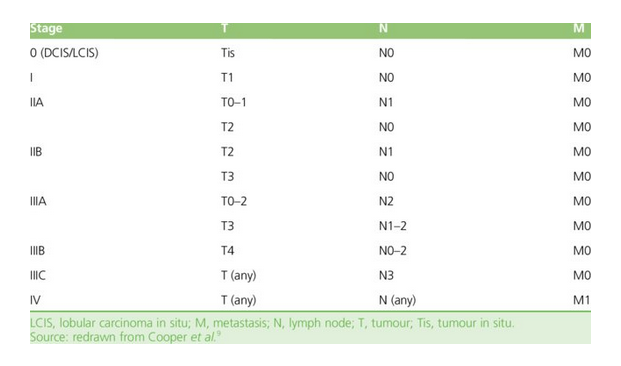 Stage T N M
0 (DCIS/LCIS) Tis N0 M0
I T1 N0 M0
IIA T0–1 N1 M0
T2 N0 M0
IIB T2 N1 M0
T3 N0 M0
IIIA T0–2 N2 M0
T3 N1–2 M0
IIIB T4 N0–2 M0
IIIC T (any) N3 M0
IV T (any) N (any) M1
LCIS, lobular carcinoma in situ; M, metastasis; N, lymph node; T, tumour; Tis, tumour in situ.
Source: redrawn from Cooper et al.⁹